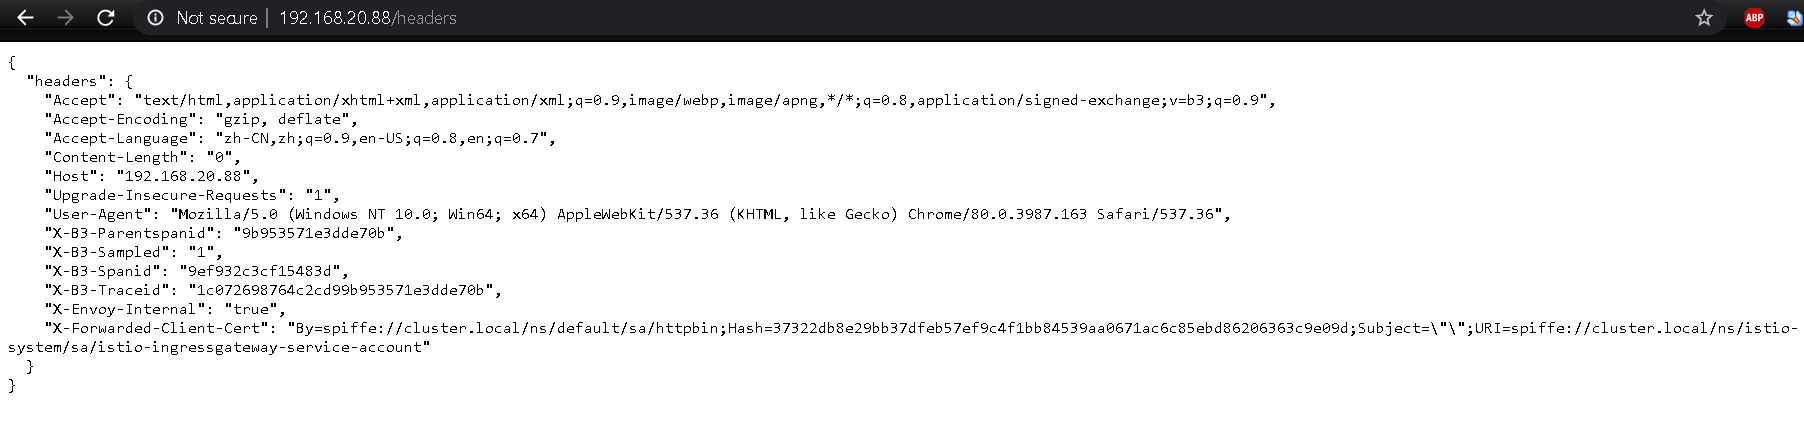 Not secure | 192.168.20.88/headers
ABP
{
  "headers": {
    "Accept": "text/html,application/xhtml+xml,application/xml;q=0.9,image/webp,image/apng,*/*;q=0.8,application/signed-exchange;v=b3;q=0.9",
    "Accept-Encoding": "gzip, deflate",
    "Accept-Language": "zh-CN,zh;q=0.9,en-US;q=0.8,en;q=0.7",
    "Content-Length": "0",
    "Host": "192.168.20.88",
    "Upgrade-Insecure-Requests": "1",
    "User-Agent": "Mozilla/5.0 (Windows NT 10.0; Win64; x64) AppleWebKit/537.36 (KHTML, like Gecko) Chrome/80.0.3987.163 Safari/537.36",
    "X-B3-Parentspanid": "9b953571e3dde70b",
    "X-B3-Sampled": "1",
    "X-B3-Spanid": "9ef932c3cf15483d",
    "X-B3-Traceid": "1c072698764c2cd99b953571e3dde70b",
    "X-Envoy-Internal": "true",
    "X-Forwarded-Client-Cert": "By=spiffe://cluster.local/ns/default/sa/httpbin;Hash=37322db8e29bb37dfeb57ef9c4f1bb84539aa0671ac6c85ebd86206363c9e09d;Subject=\"\";URI=spiffe://cluster.local/ns/istio-
system/sa/istio-ingressgateway-service-account"
  }
}